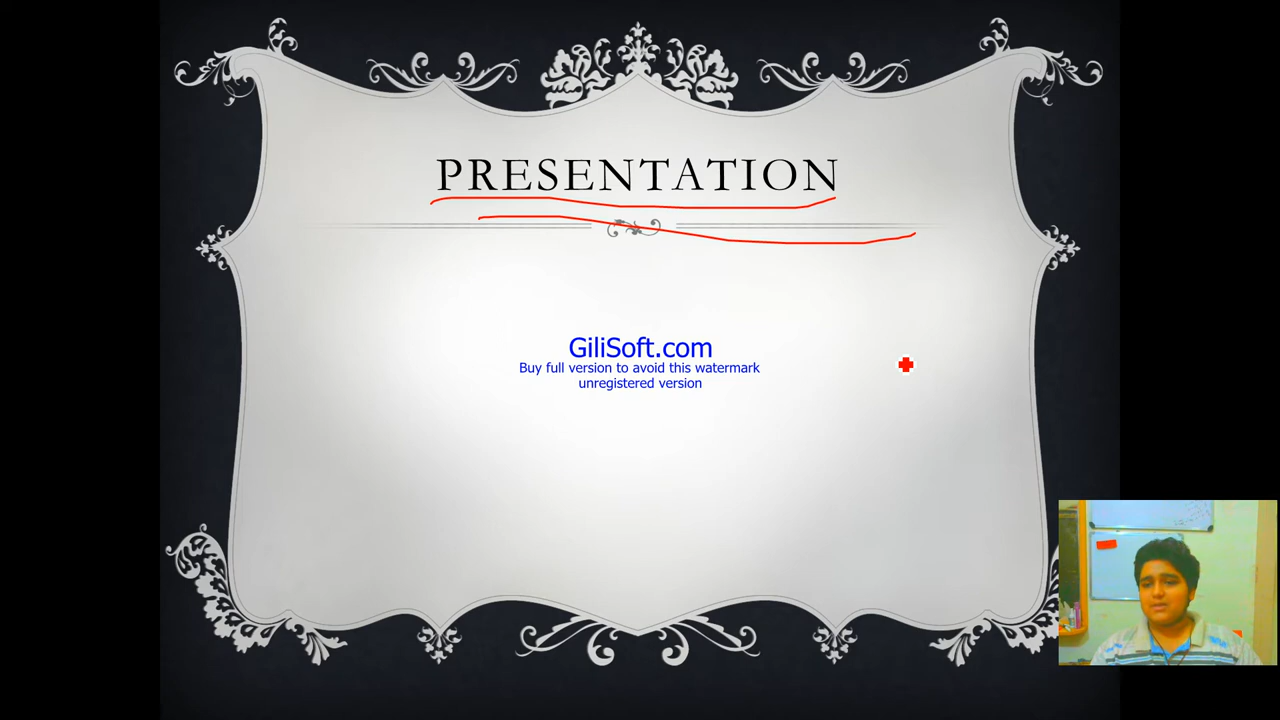 PRESENTATION
GiliSoft.com
Buy full version to avoid this watermark
unregistered version